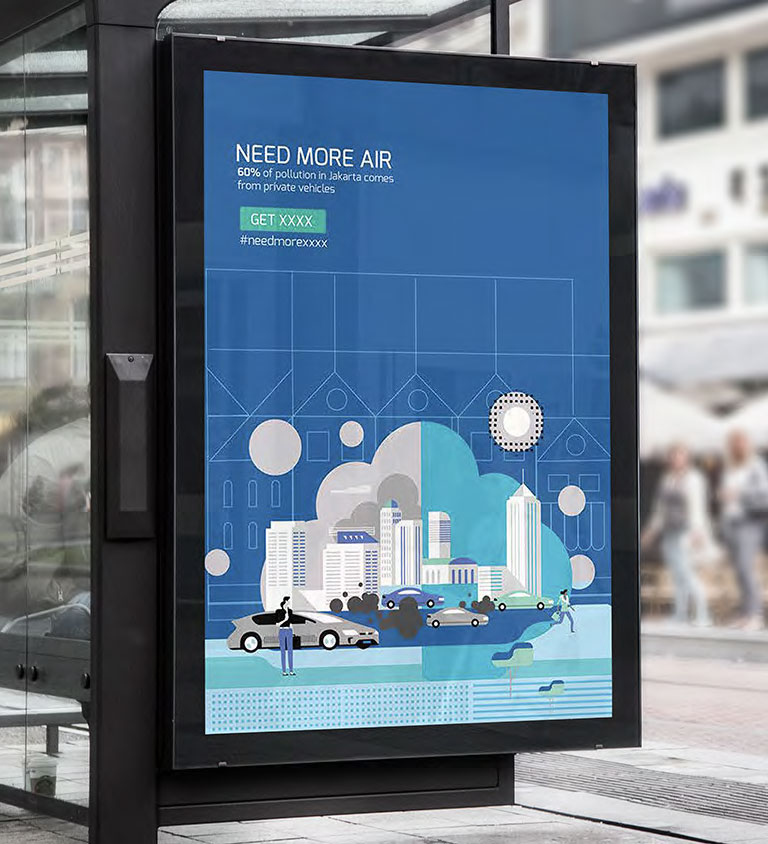 NEED MORE AIR
60% of pollution in Jakarta comes
from private vehicles
GET XXXX
#needmorexxxx